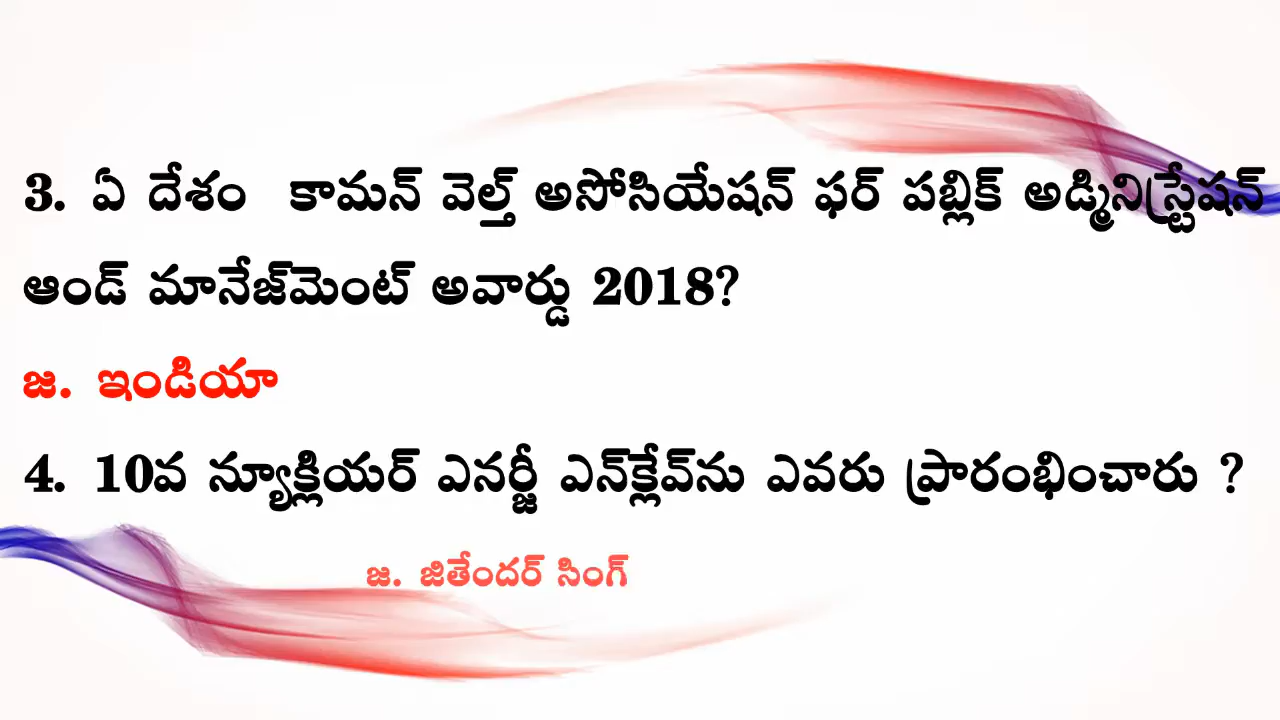 3. ఏ దేశం కామన్ వెల్త్ అసోసియేషన్ ఫర్ పబ్లిక్ అడ్మినిస్ట్రేషన్
ఆండ్ మానేజ్‌మెంట్ అవార్డు 2018?
జ. ఇండియా
4. 10వ న్యూక్లియర్ ఎనర్జీ ఎన్‌క్లేవ్‌ను ఎవరు ప్రారంభించారు ?
జ. జితేందర్ సింగ్